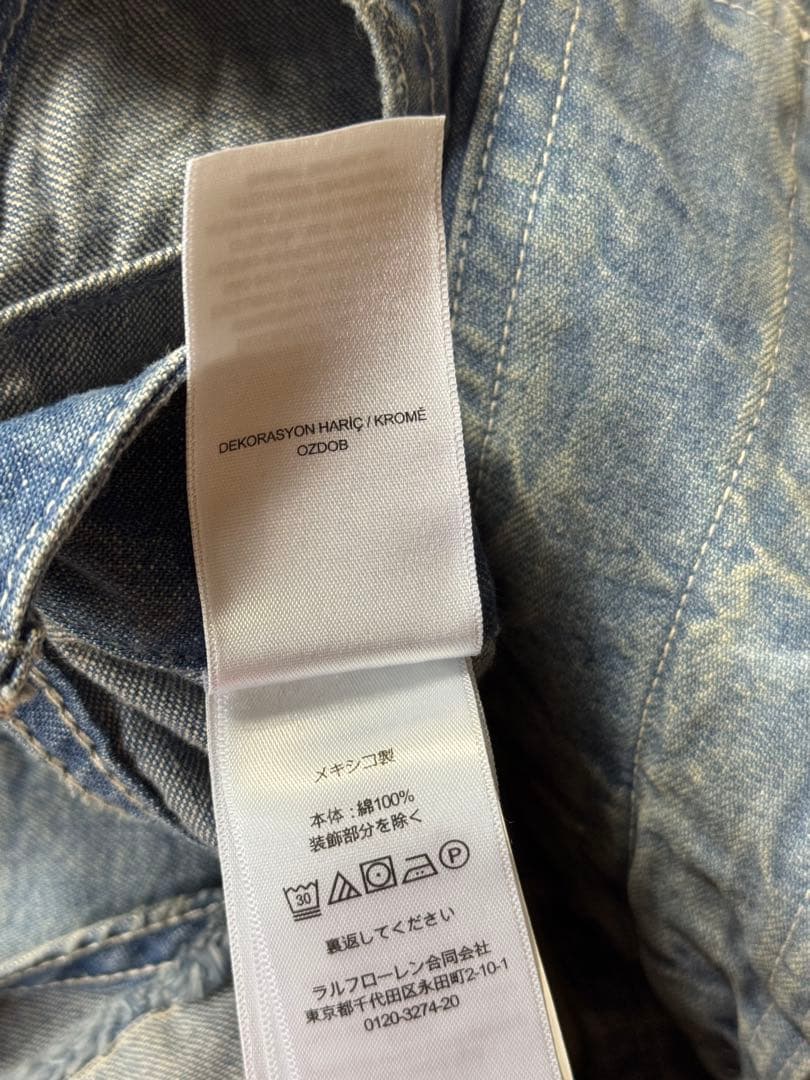 DEKORASYON HARİÇ / KROMĚ
OZDOB
メキシコ製
本体 : 綿100%
装飾部分を除く
30
P
裏返してください
ラルフローレン合同会社
東京都千代田区永田町2-10-1
0120-3274-20